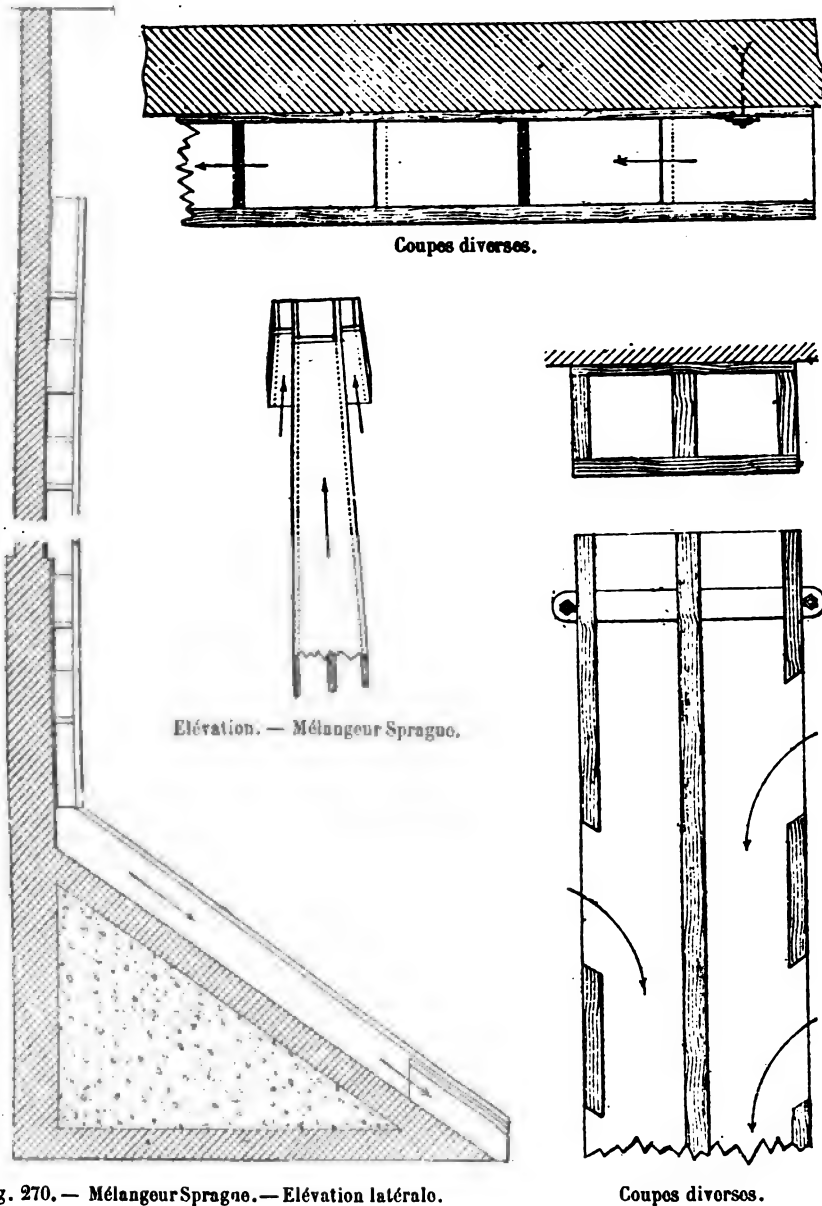 Coupes diverses.
Elévation. — Mélangeur Sprague.
g. 270. — Mélangeur Sprague. — Elévation latérale.
Coupes diverses.